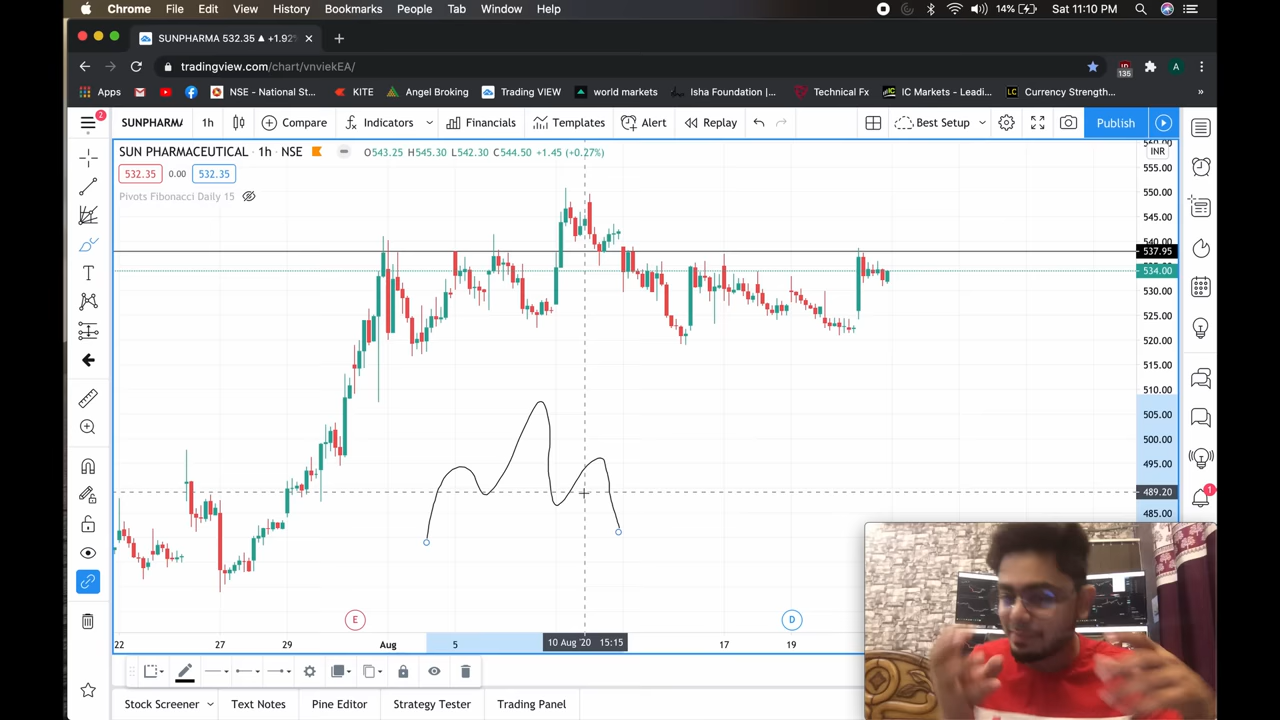 Chrome File Edit View History Bookmarks People Tab Window Help 14% Sat 11:10 PM
SUNPHARMA 532.35 ▲ +1.92%
tradingview.com/chart/vnviekEA/ 135 A
Apps NSE - National St... KITE Angel Broking Trading VIEW world markets Isha Foundation |... Technical Fx IC Markets - Leadi... Currency Strength... »
2 SUNPHARMA 1h Compare Indicators Financials Templates Alert Replay Best Setup Publish
SUN PHARMACEUTICAL · 1h · NSE O543.25 H545.30 L542.30 C544.50 +1.45 (+0.27%) INR
532.35 0.00 532.35
Pivots Fibonacci Daily 15
555.00
550.00
545.00
540.00
537.95
534.00
530.00
525.00
520.00
515.00
510.00
505.00
500.00
495.00
489.20
1
485.00
E D
22 27 29 Aug 5 10 Aug '20 15:15 17 19
Stock Screener Text Notes Pine Editor Strategy Tester Trading Panel